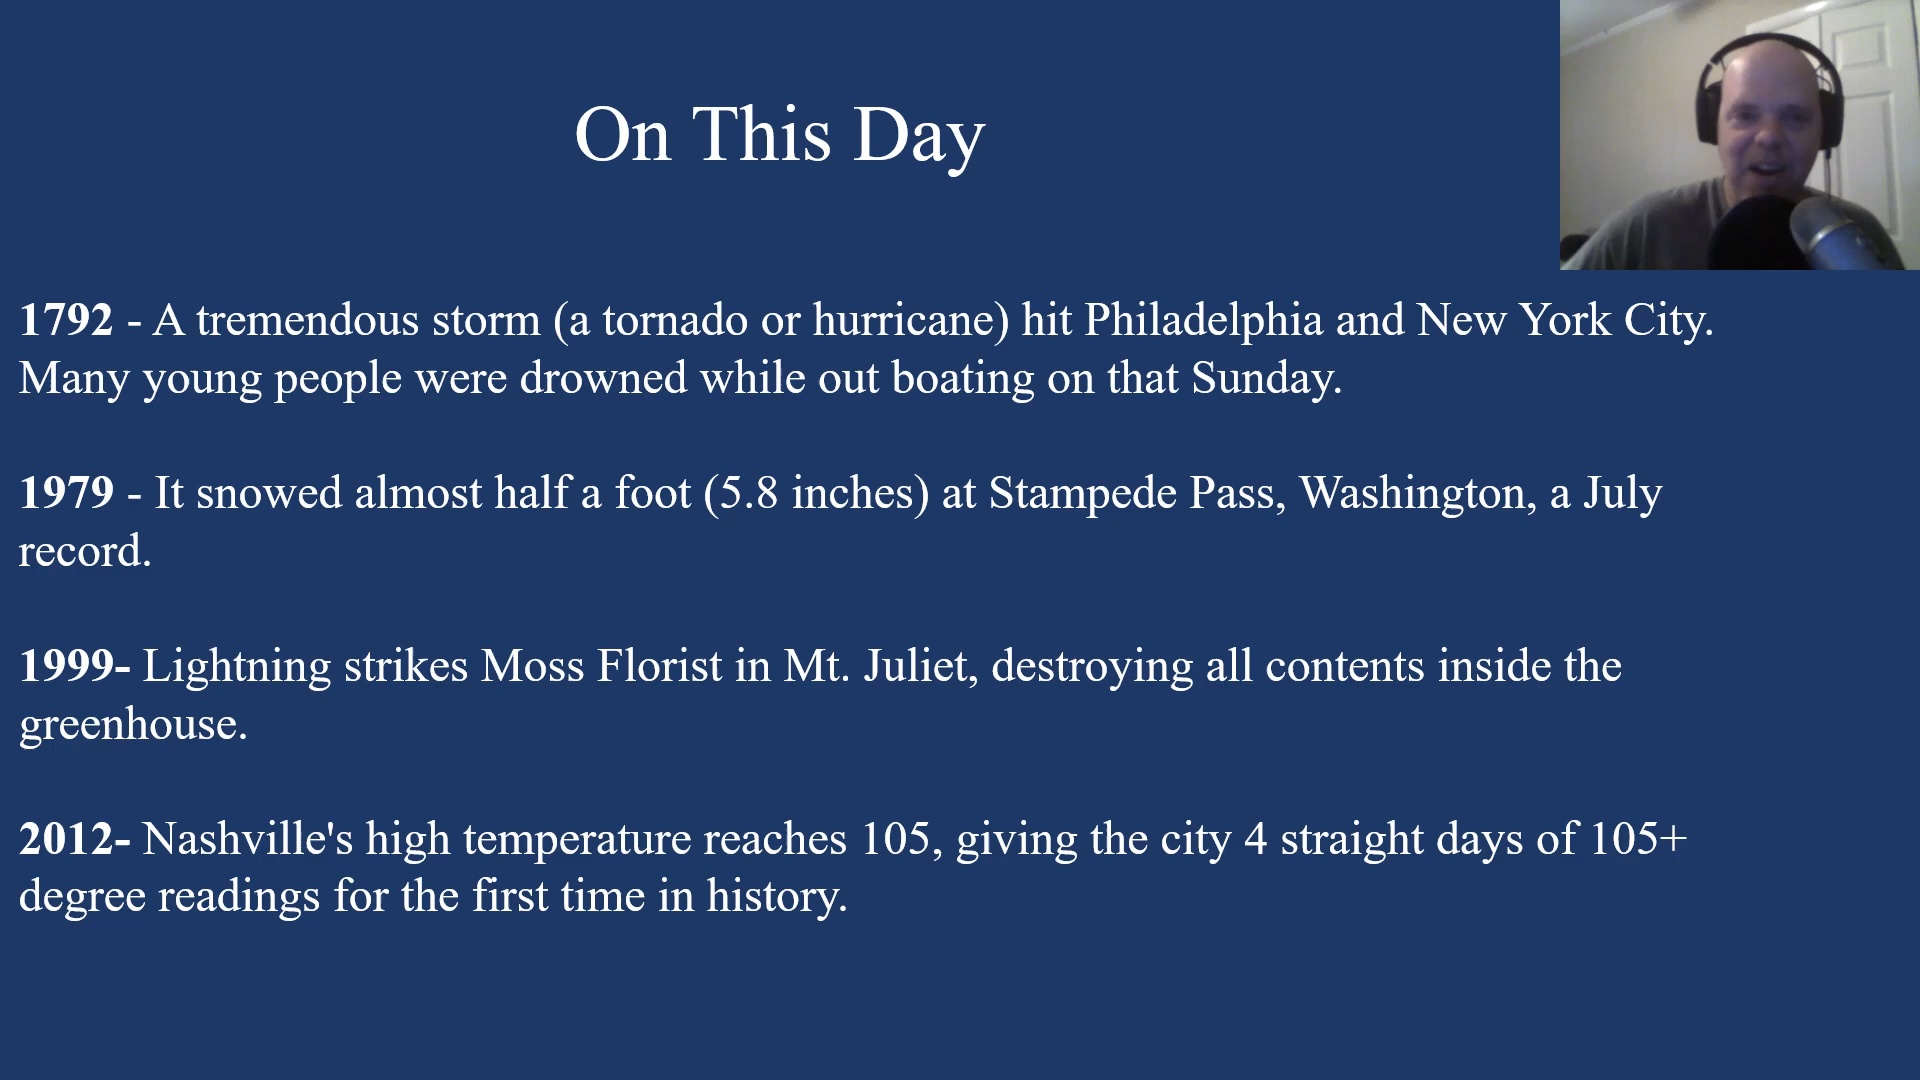 On This Day
1792 - A tremendous storm (a tornado or hurricane) hit Philadelphia and New York City.
Many young people were drowned while out boating on that Sunday.
1979 - It snowed almost half a foot (5.8 inches) at Stampede Pass, Washington, a July
record.
1999- Lightning strikes Moss Florist in Mt. Juliet, destroying all contents inside the
greenhouse.
2012- Nashville's high temperature reaches 105, giving the city 4 straight days of 105+
degree readings for the first time in history.